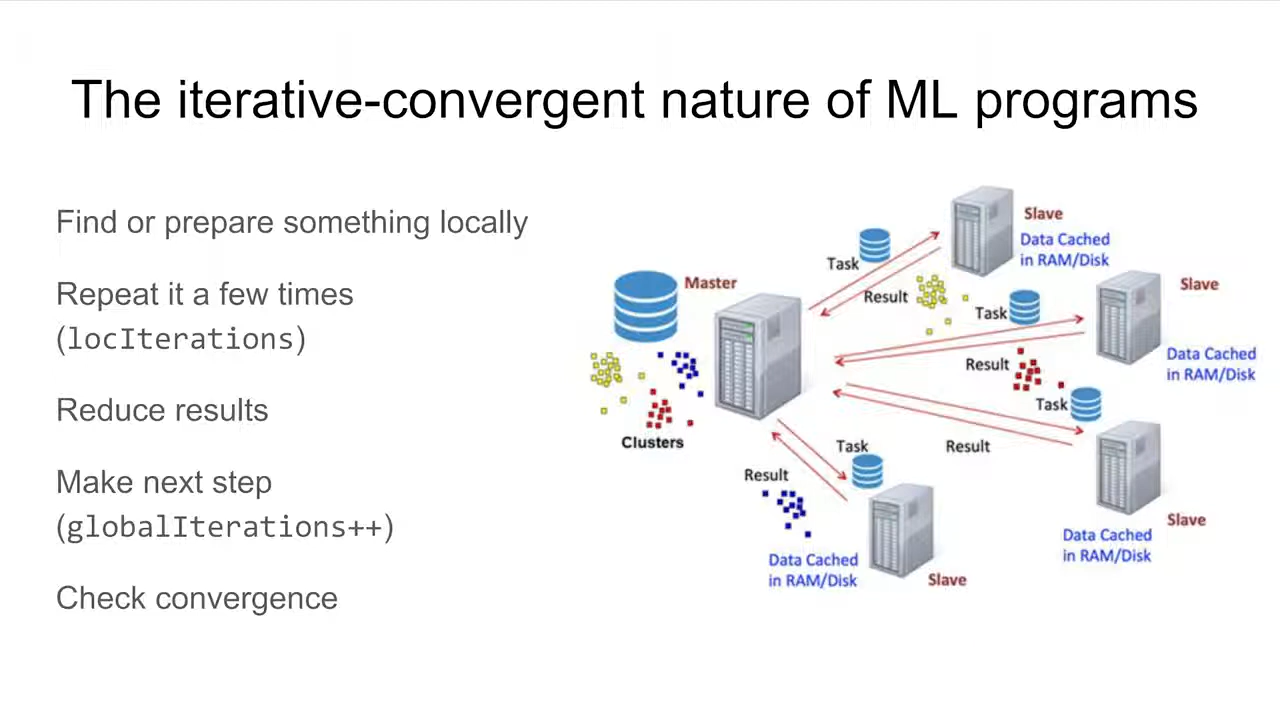 The iterative-convergent nature of ML programs
Find or prepare something locally
Repeat it a few times
(locIterations)
Reduce results
Make next step
(globalIterations++)
Check convergence
Master
Clusters
Task
Result
Slave
Data Cached
in RAM/Disk
Task
Result
Slave
Data Cached
in RAM/Disk
Task
Result
Slave
Data Cached
in RAM/Disk
Task
Result
Data Cached
in RAM/Disk
Slave